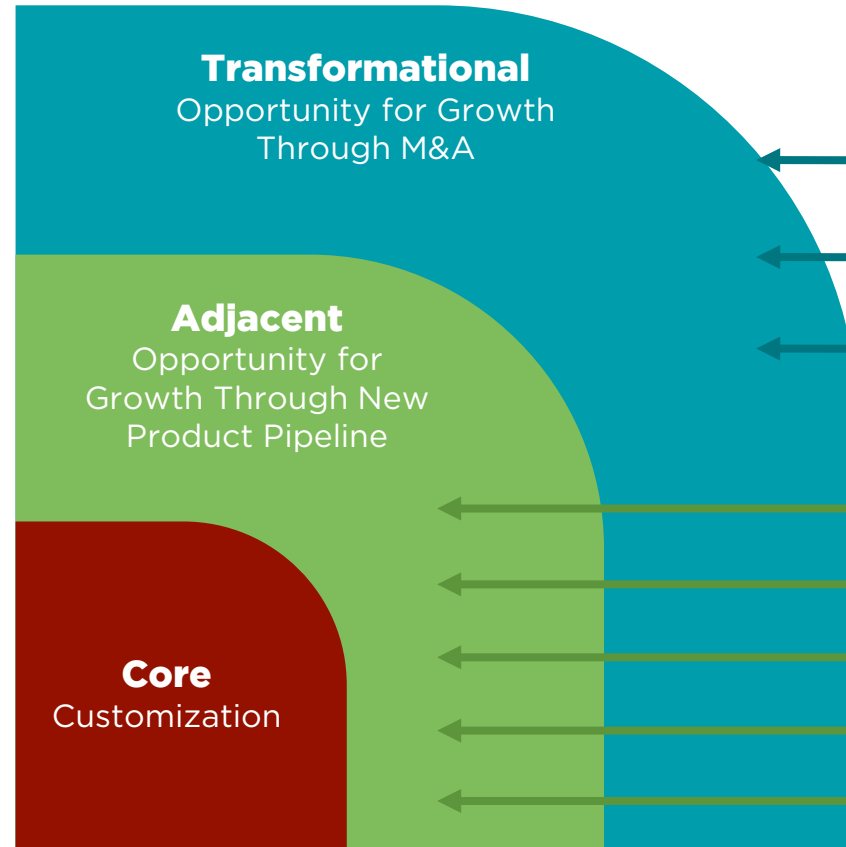 Transformational
Opportunity for Growth
Through M&A
Adjacent
Opportunity for
Growth Through New
Product Pipeline
Core
Customization